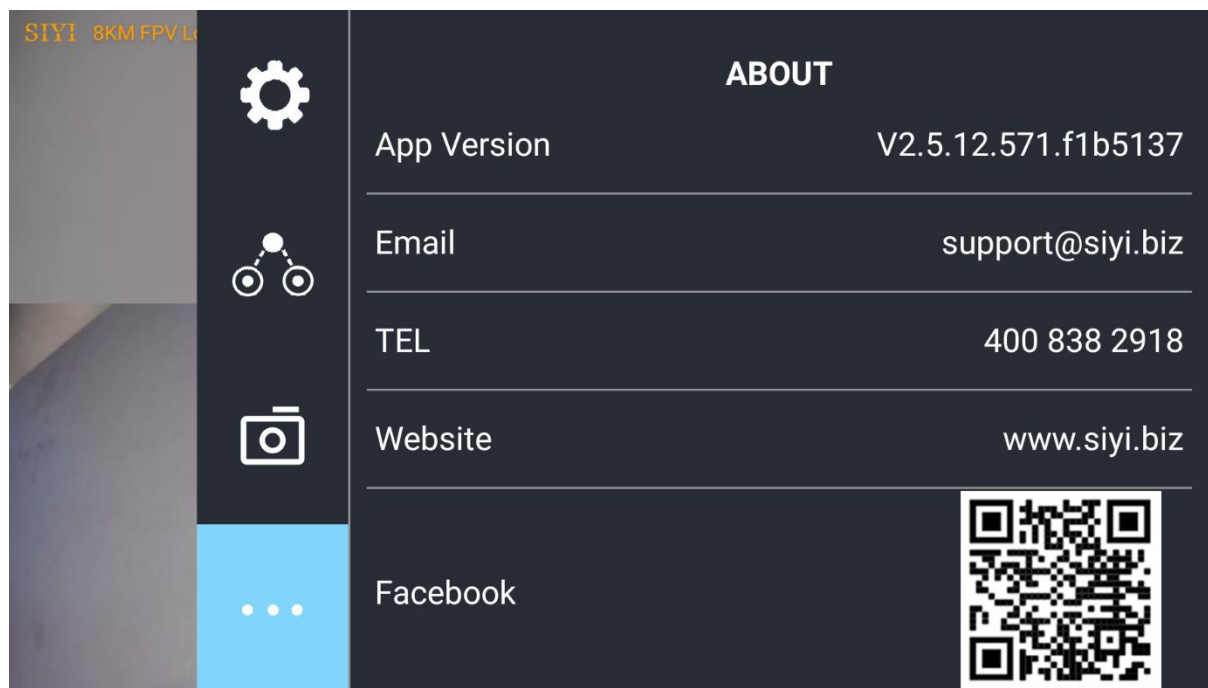 SIYI 8KM FPV
ABOUT
App Version V2.5.12.571.f1b5137
Email support@siyi.biz
TEL 400 838 2918
Website www.siyi.biz
Facebook